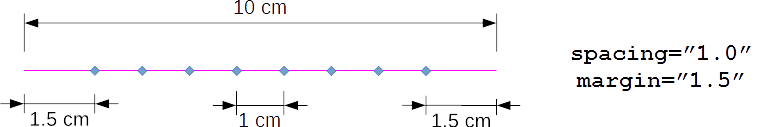 10 cm
spacing=”1.0”
margin=”1.5”
1.5 cm
1 cm
1.5 cm